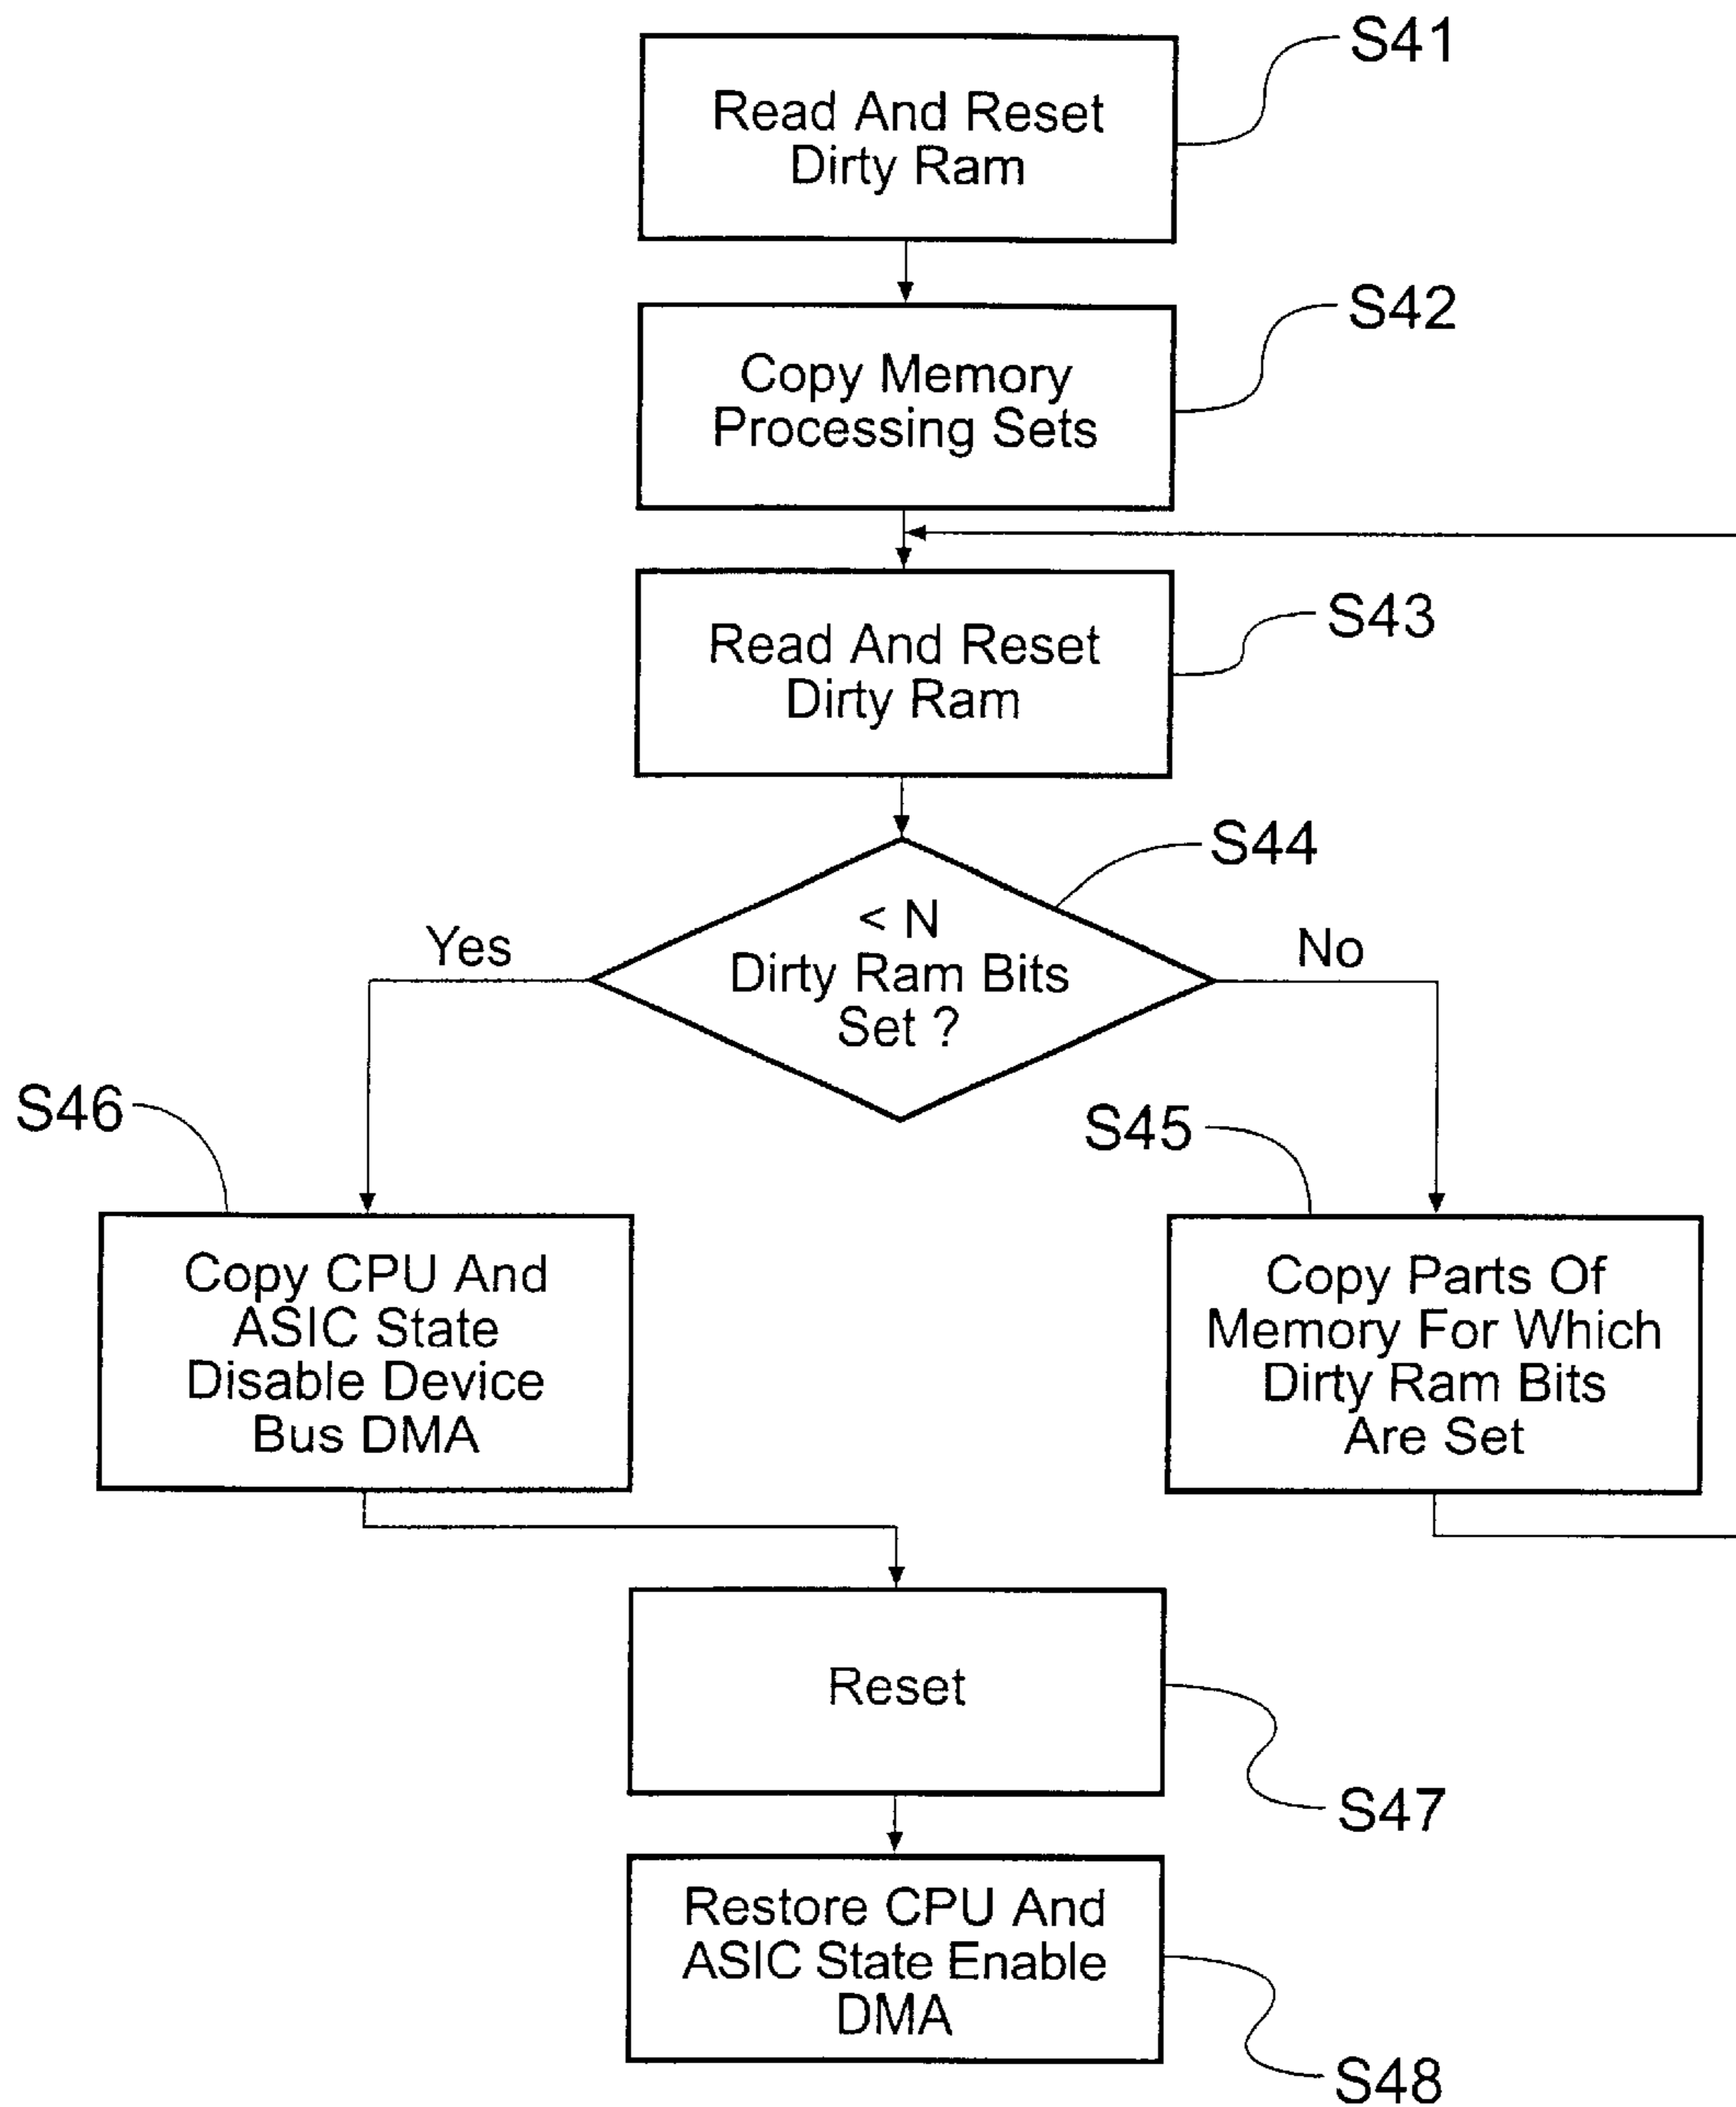 S41
Read And Reset
Dirty Ram
S42
Copy Memory
Processing Sets
S43
Read And Reset
Dirty Ram
S44
< N
Dirty Ram Bits
Set ?
Yes
No
S46
S45
Copy CPU And
ASIC State
Disable Device
Bus DMA
Copy Parts Of
Memory For Which
Dirty Ram Bits
Are Set
Reset
S47
Restore CPU And
ASIC State Enable
DMA
S48